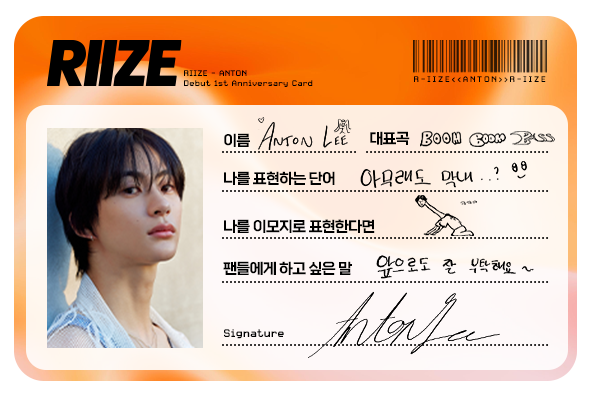 RIIZE
RIIZE - ANTON
Debut 1st Anniversary Card
R-IIZE<<ANTON>>R-IIZE
이름 ANTON LEE 대표곡 BOOM BOOM BASS
나를 표현하는 단어 아무래도 막내..?
나를 이모지로 표현한다면
팬들에게 하고 싶은 말 앞으로도 잘 부탁해요~
Signature Anton Lee